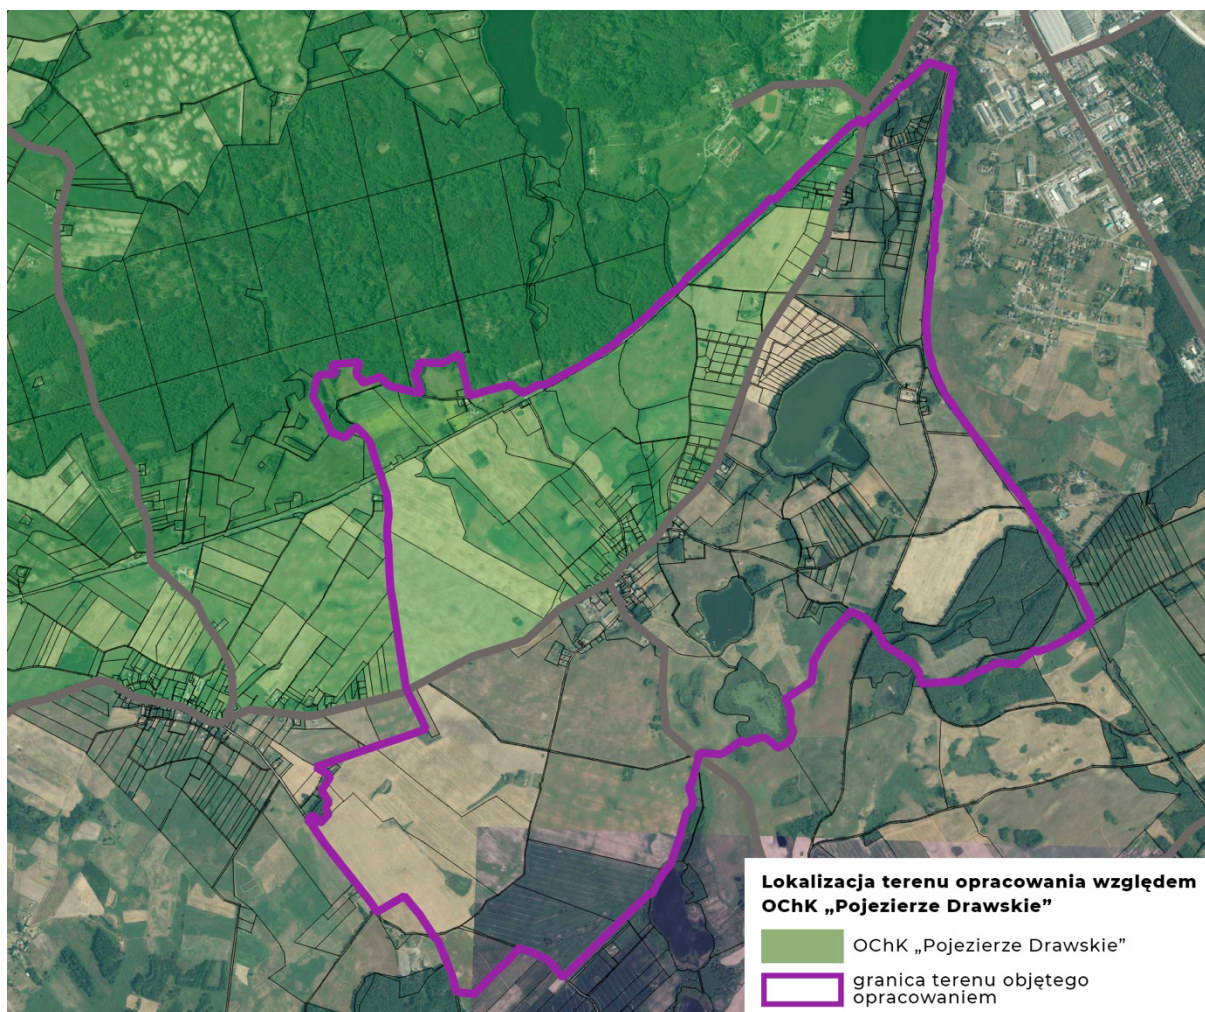 Lokalizacja terenu opracowania względem
OChK „Pojezierze Drawskie”
OChK „Pojezierze Drawskie”
granica terenu objętego
opracowaniem